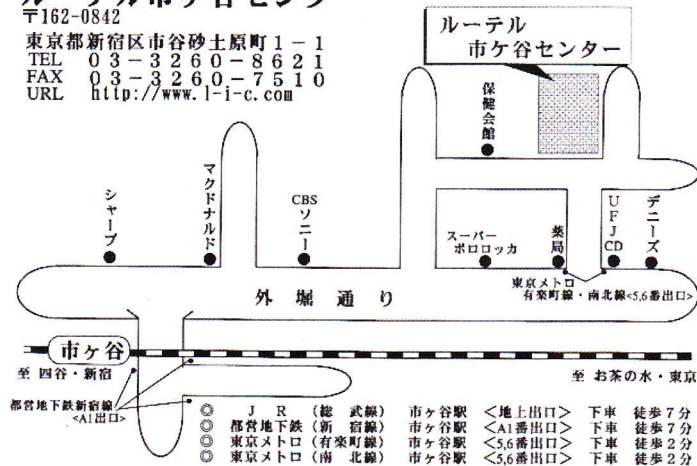 ルーテル市ケ谷センター
〒162-0842
東京都新宿区市谷砂土原町1-1
TEL 03-3260-8621
FAX 03-3260-7510
URL http://www.l-i-c.com
ルーテル
市ケ谷センター
保健会館
シャープ
マクドナルド
CBS
ソニー
スーパー
ポロロッカ
薬局
UFJ
CD
デニーズ
東京メトロ
有楽町線・南北線<5,6番出口>
外堀通り
市ヶ谷
至 四谷・新宿
至 お茶の水・東京
都営地下鉄新宿線
<A1出口>
◎ J R (総 武線) 市ヶ谷駅 <地上出口> 下車 徒歩7分
◎ 都営地下鉄 (新 宿線) 市ヶ谷駅 <A1番出口> 下車 徒歩7分
◎ 東京メトロ (有楽町線) 市ヶ谷駅 <5,6番出口> 下車 徒歩2分
◎ 東京メトロ (南 北線) 市ヶ谷駅 <5,6番出口> 下車 徒歩2分